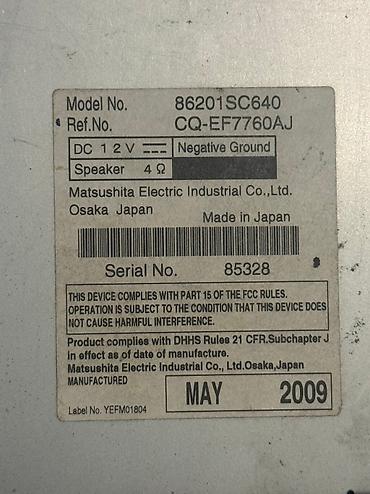 Model No. 86201SC640
Ref.No. CQ-EF7760AJ
DC 12V Negative Ground
Speaker 4Ω
Matsushita Electric Industrial Co.,Ltd.
Osaka Japan Made in Japan
Serial No. 85328
THIS DEVICE COMPLIES WITH PART 15 OF THE FCC RULES.
OPERATION IS SUBJECT TO THE CONDITION THAT THIS DEVICE DOES
NOT CAUSE HARMFUL INTERFERENCE.
Product complies with DHHS Rules 21 CFR,Subchapter J
in effect as of date of manufacture.
Matsushita Electric Industrial Co., Ltd.Osaka,Japan
MANUFACTURED
MAY 2009
Label No. YEFM01804